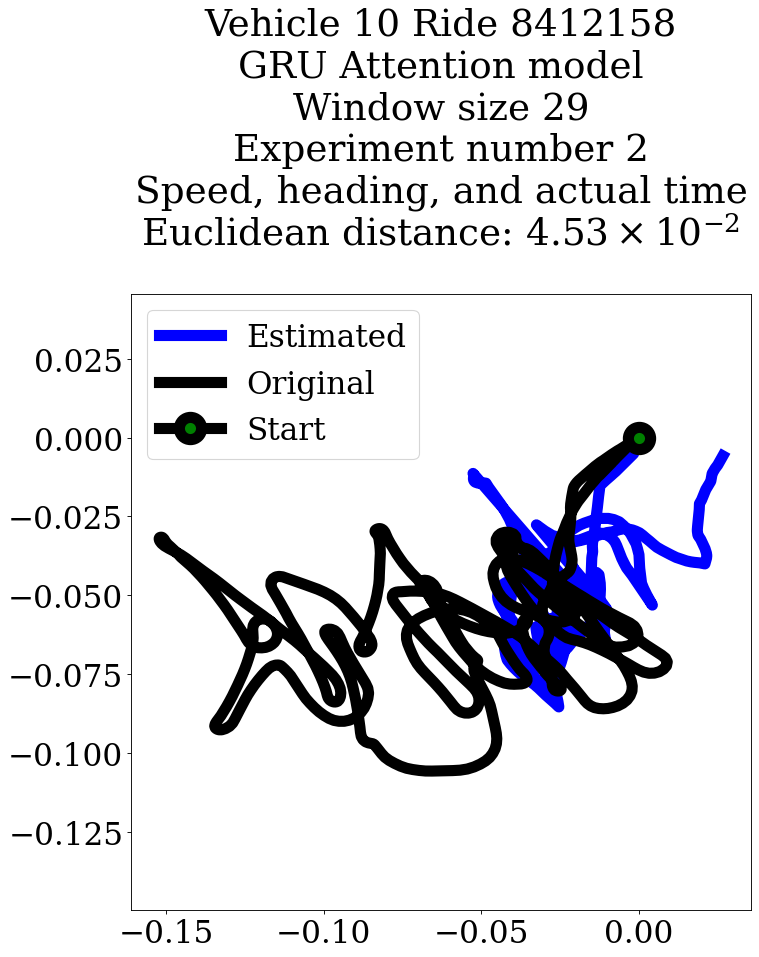 Vehicle 10 Ride 8412158
GRU Attention model
Window size 29
Experiment number 2
Speed, heading, and actual time
Euclidean distance: 4.53 × 10⁻²
Estimated
Original
Start
0.025
0.000
−0.025
−0.050
−0.075
−0.100
−0.125
−0.15 −0.10 −0.05 0.00